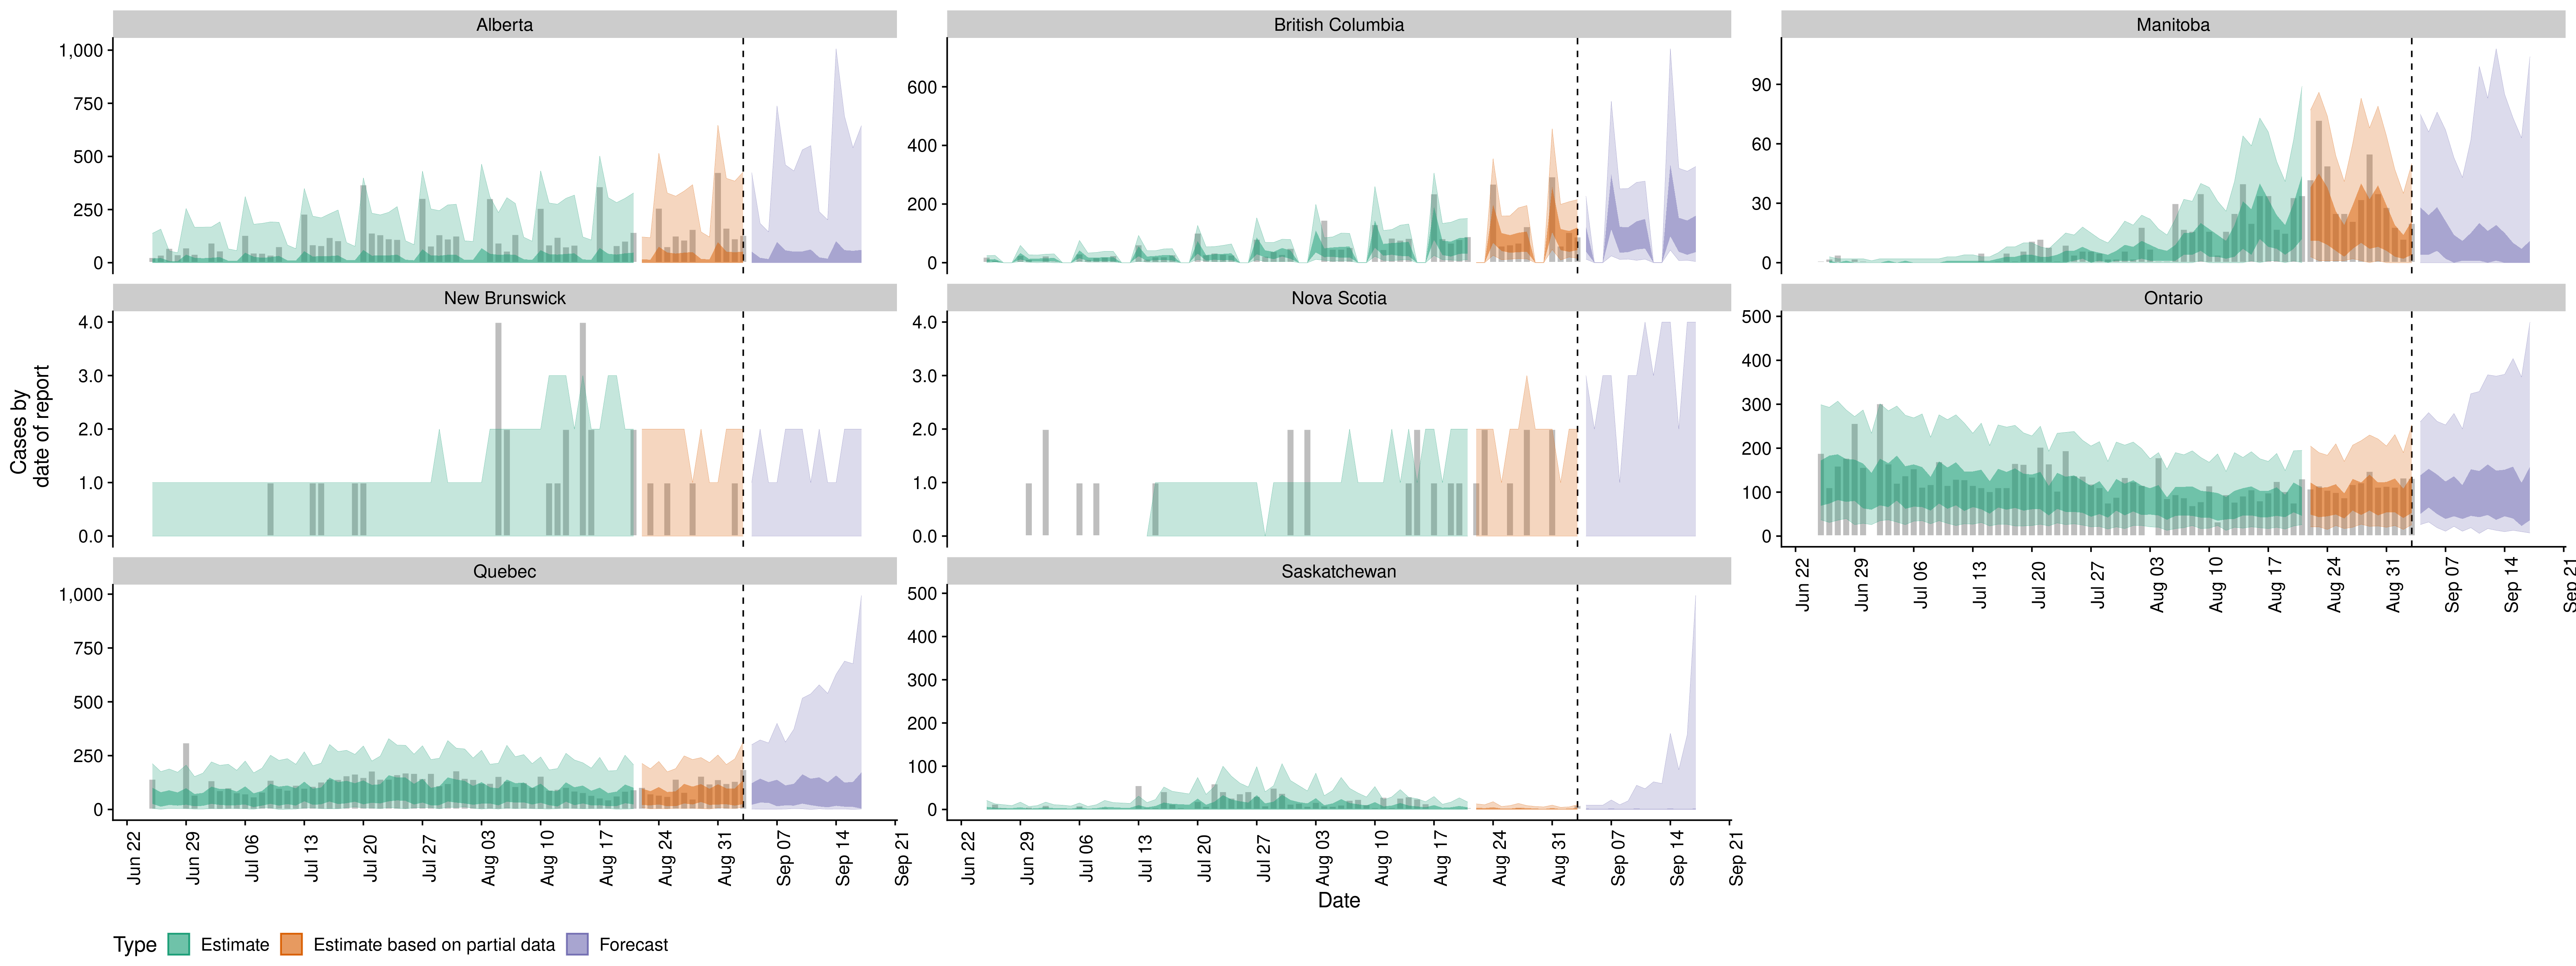 Alberta
British Columbia
Manitoba
1,000
750
500
250
0
600
400
200
0
90
60
30
0
New Brunswick
Nova Scotia
Ontario
Cases by
date of report
4.0
3.0
2.0
1.0
0.0
4.0
3.0
2.0
1.0
0.0
500
400
300
200
100
0
Jun 22
Jun 29
Jul 06
Jul 13
Jul 20
Jul 27
Aug 03
Aug 10
Aug 17
Aug 24
Aug 31
Sep 07
Sep 14
Sep 21
Quebec
Saskatchewan
1,000
750
500
250
0
500
400
300
200
100
0
Jun 22
Jun 29
Jul 06
Jul 13
Jul 20
Jul 27
Aug 03
Aug 10
Aug 17
Aug 24
Aug 31
Sep 07
Sep 14
Sep 21
Jun 22
Jun 29
Jul 06
Jul 13
Jul 20
Jul 27
Aug 03
Aug 10
Aug 17
Aug 24
Aug 31
Sep 07
Sep 14
Sep 21
Date
Type Estimate Estimate based on partial data Forecast